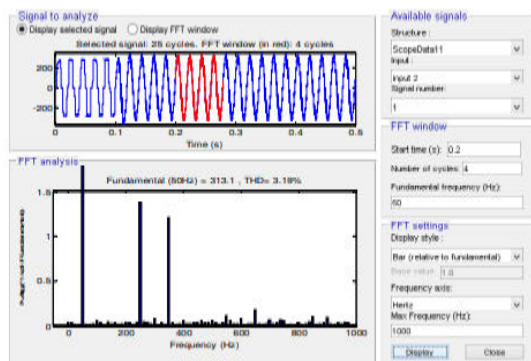 Signal to analyze
Display selected signal
Display FFT window
Selected signal: 25 cycles. FFT window (in red): 4 cycles
200
0
-200
0
0.1
0.2
0.3
0.4
0.5
Time (s)
FFT analysis
Fundamental (50Hz) = 313.1 , THD= 3.19%
1.5
1
0.5
0
0
200
400
600
800
1000
Frequency (Hz)
Available signals
Structure :
ScopeData11
Input :
input 2
Signal number:
1
FFT window
Start time (s): 0.2
Number of cycles: 4
Fundamental frequency (Hz):
FFT settings
Display style :
Bar (relative to fundamental)
Base value: 1.0
Frequency axis:
Hertz
Max Frequency (Hz):
1000
Display
Close